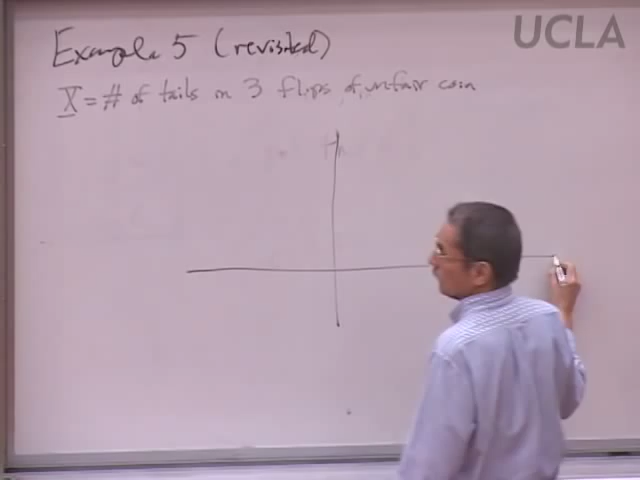 UCLA
Example 5 (revisited)
X = # of tails in 3 flips of unfair coin